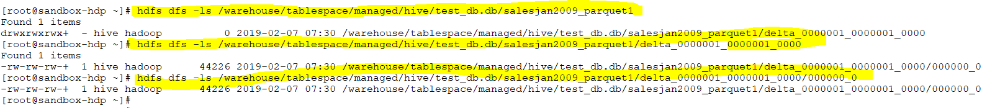 [root@sandbox-hdp ~]# hdfs dfs -ls /warehouse/tablespace/managed/hive/test_db.db/salesjan2009_parquet1
Found 1 items
drwxrwxrwx+  - hive hadoop          0 2019-02-07 07:30 /warehouse/tablespace/managed/hive/test_db.db/salesjan2009_parquet1/delta_0000001_0000001_0000
[root@sandbox-hdp ~]# hdfs dfs -ls /warehouse/tablespace/managed/hive/test_db.db/salesjan2009_parquet1/delta_0000001_0000001_0000
Found 1 items
-rw-rw-rw-+  1 hive hadoop      44226 2019-02-07 07:30 /warehouse/tablespace/managed/hive/test_db.db/salesjan2009_parquet1/delta_0000001_0000001_0000/000000_0
[root@sandbox-hdp ~]# hdfs dfs -ls /warehouse/tablespace/managed/hive/test_db.db/salesjan2009_parquet1/delta_0000001_0000001_0000/000000_0
-rw-rw-rw-+  1 hive hadoop      44226 2019-02-07 07:30 /warehouse/tablespace/managed/hive/test_db.db/salesjan2009_parquet1/delta_0000001_0000001_0000/000000_0
[root@sandbox-hdp ~]#